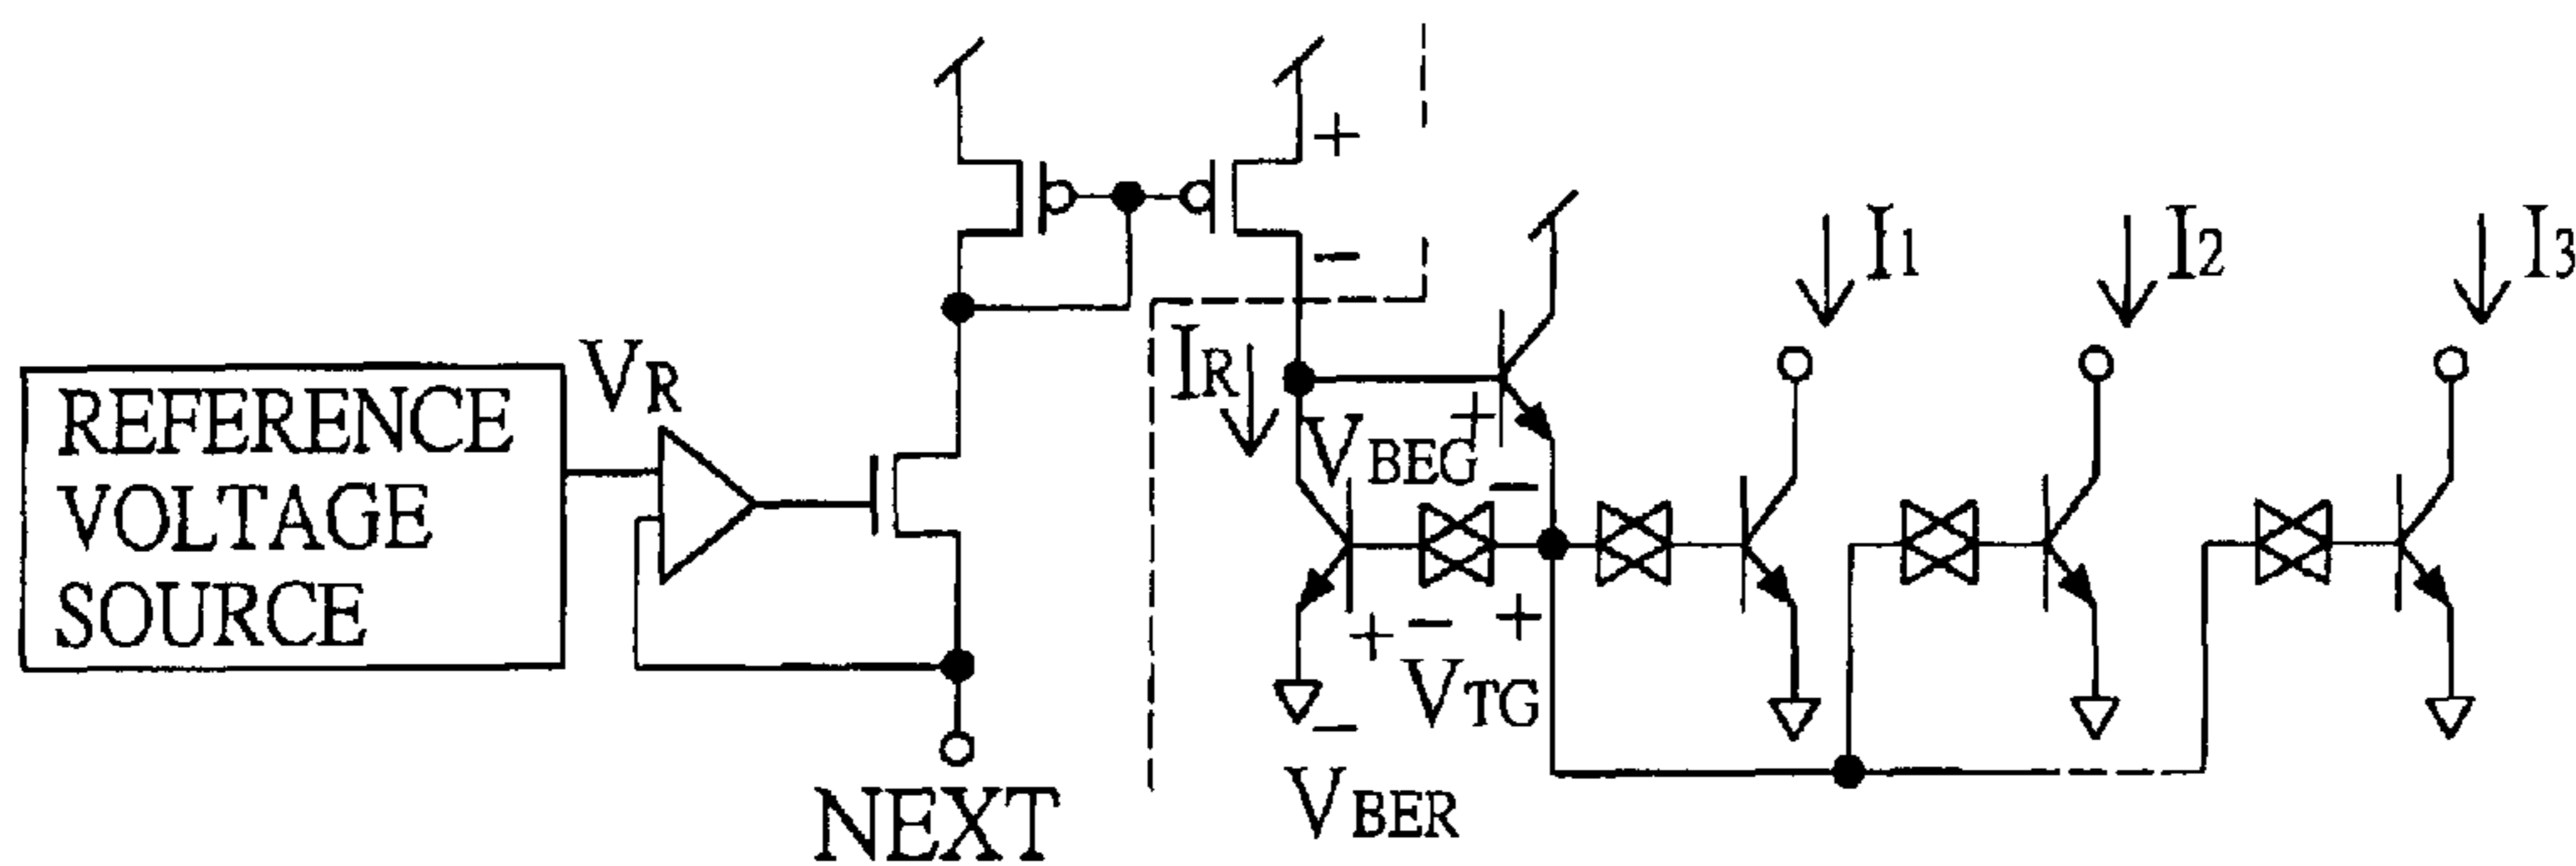 REFERENCE
VOLTAGE
SOURCE
VR
NEXT
+
−
IR
VBEG
+
−
+
−
+
VTG
−
VBER
I1
I2
I3